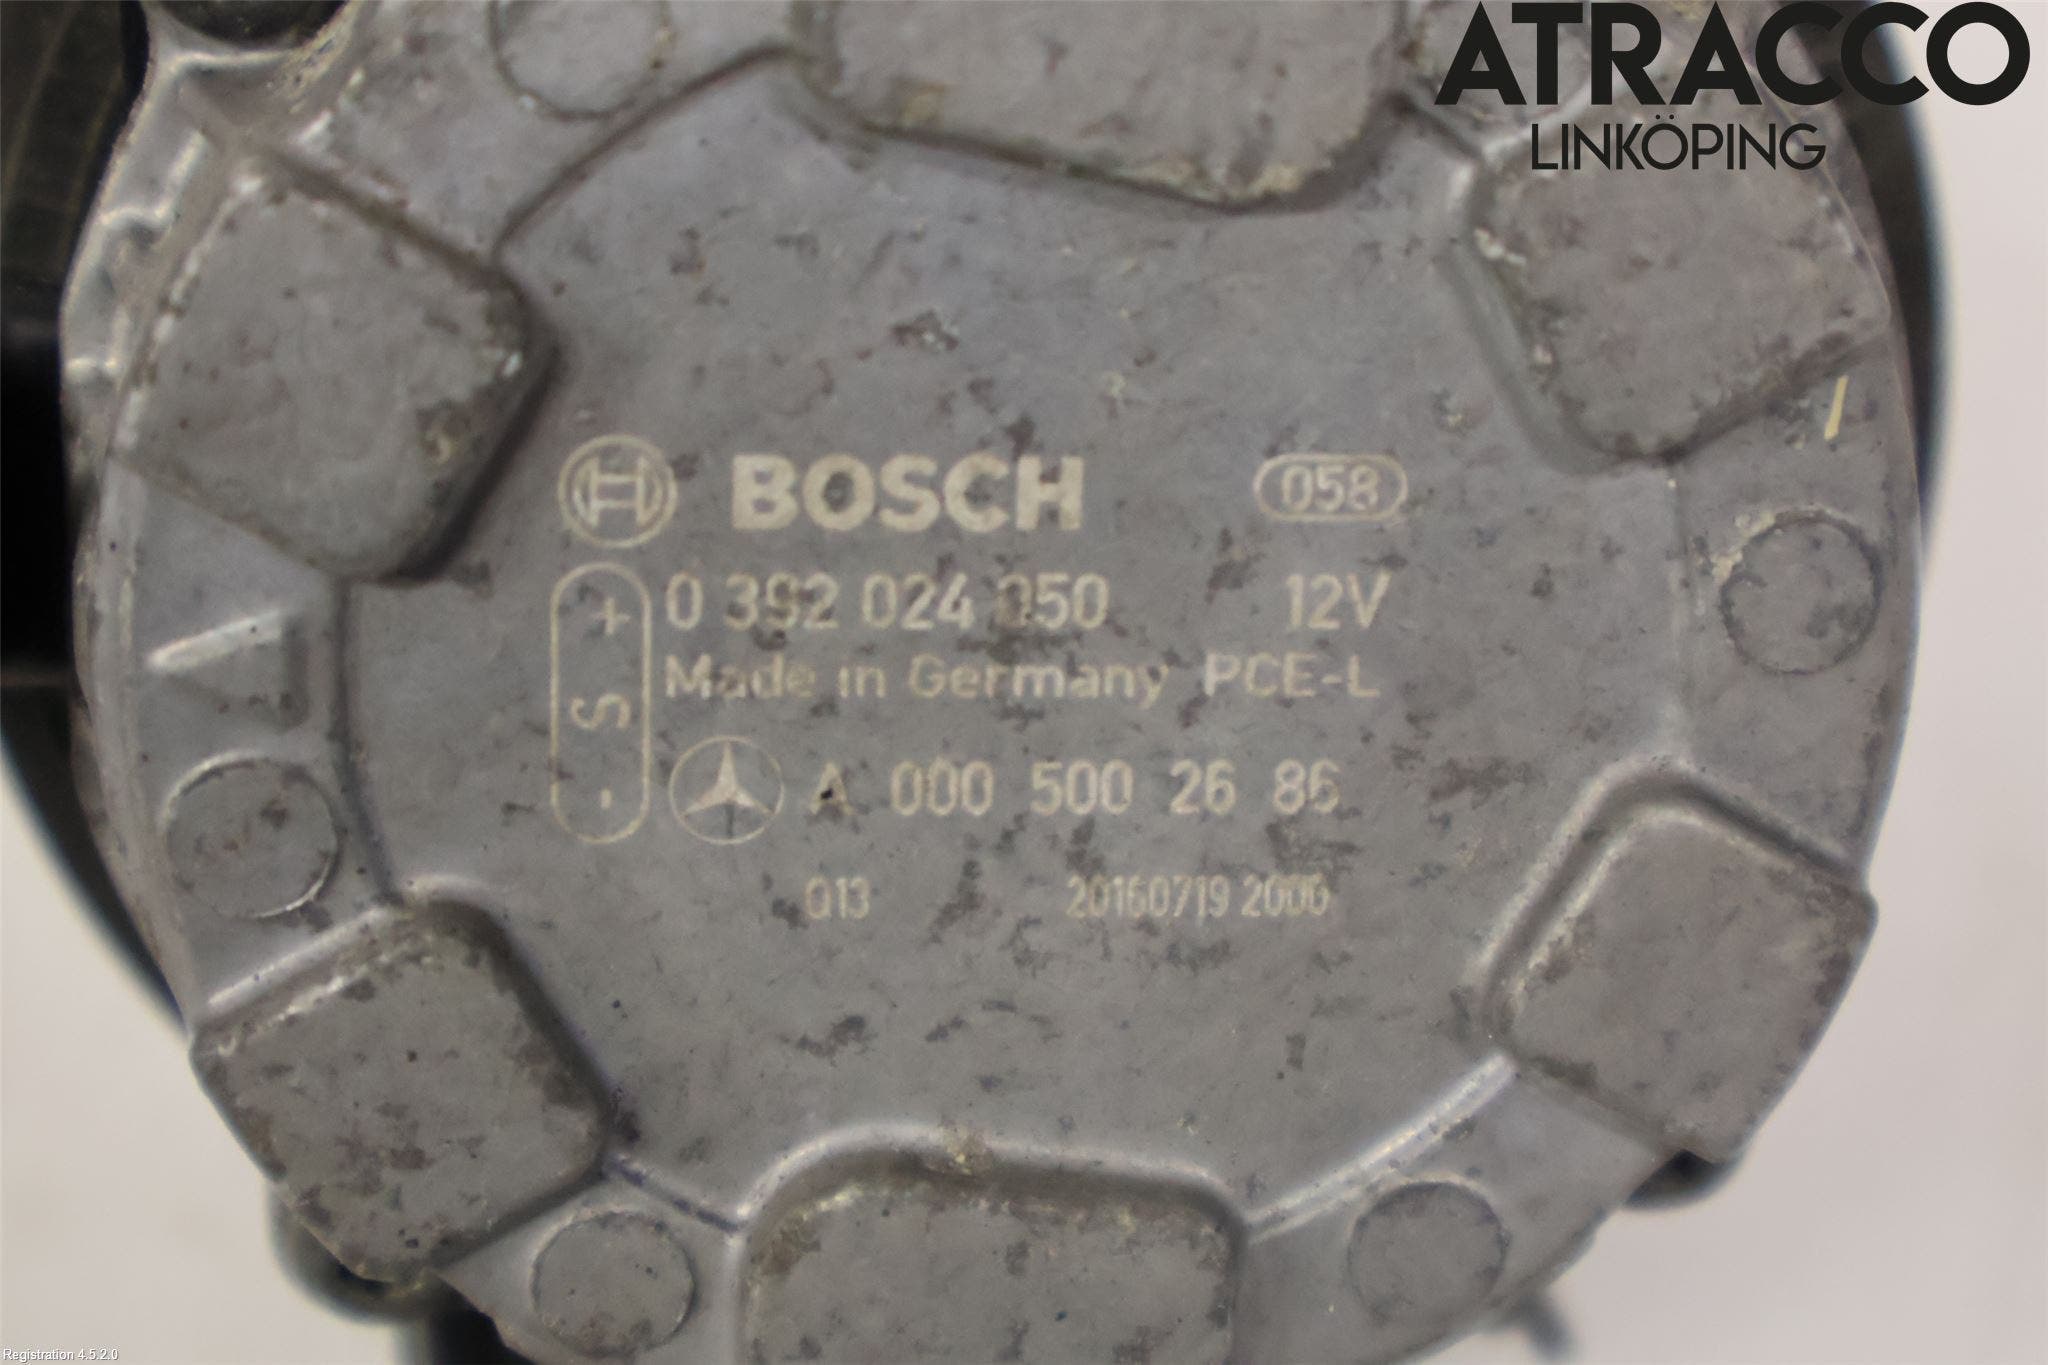 ATRACCO
LINKÖPING
BOSCH 058
0 392 024 050 12V
Made in Germany PCE-L
+ S -
A 000 500 26 86
013 20160719 2000
Registration 4.5.2.0